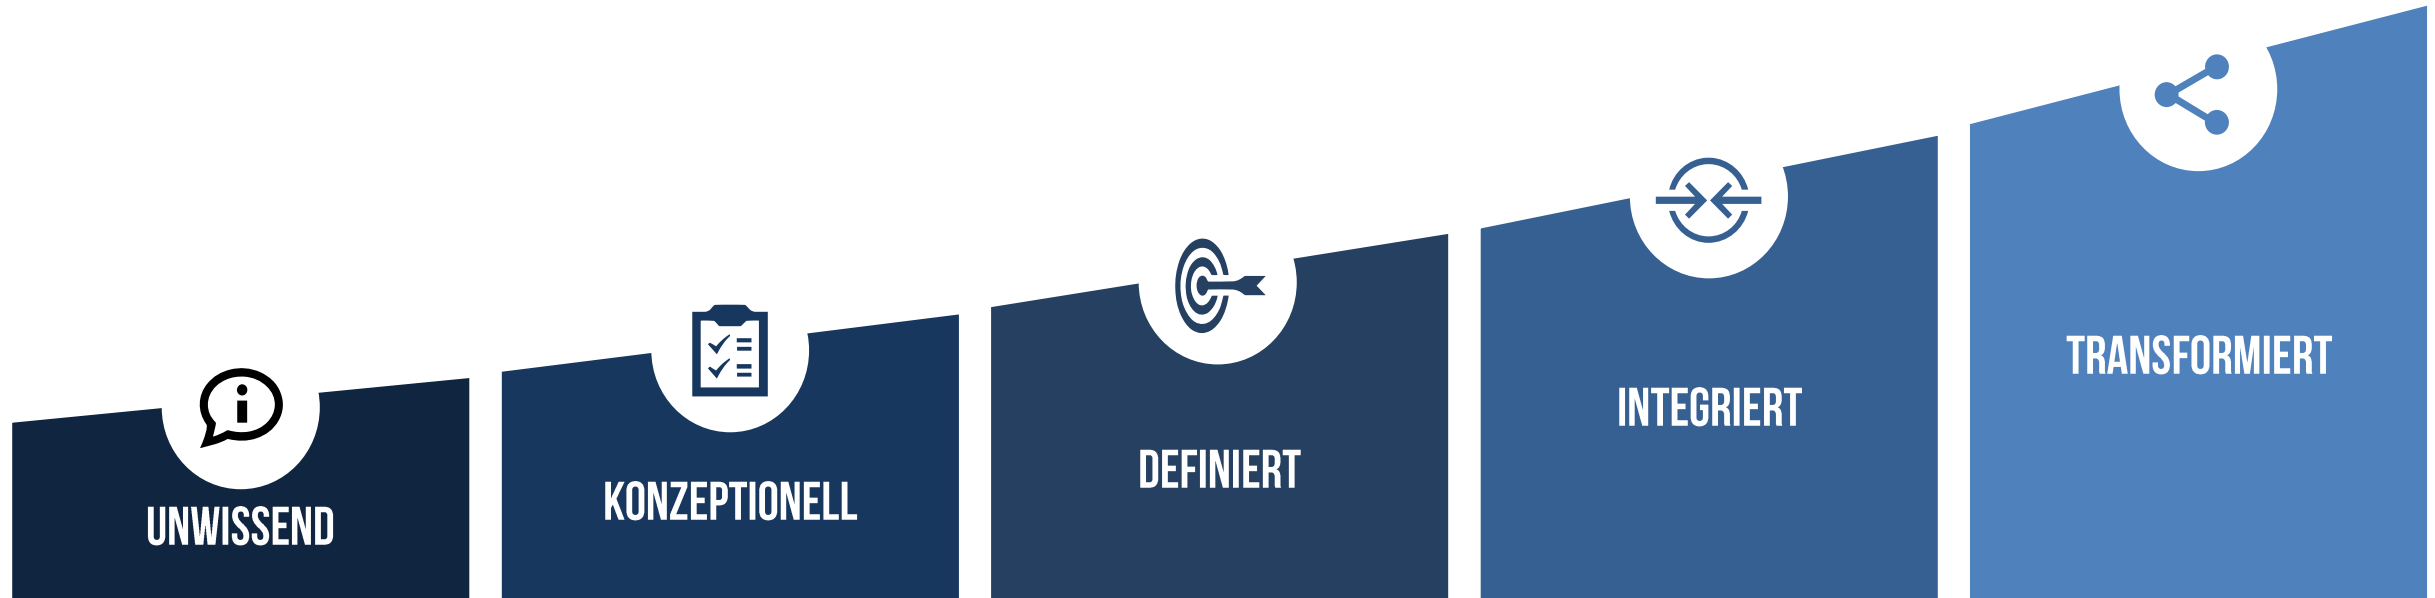 UNWISSEND
KONZEPTIONELL
DEFINIERT
INTEGRIERT
TRANSFORMIERT